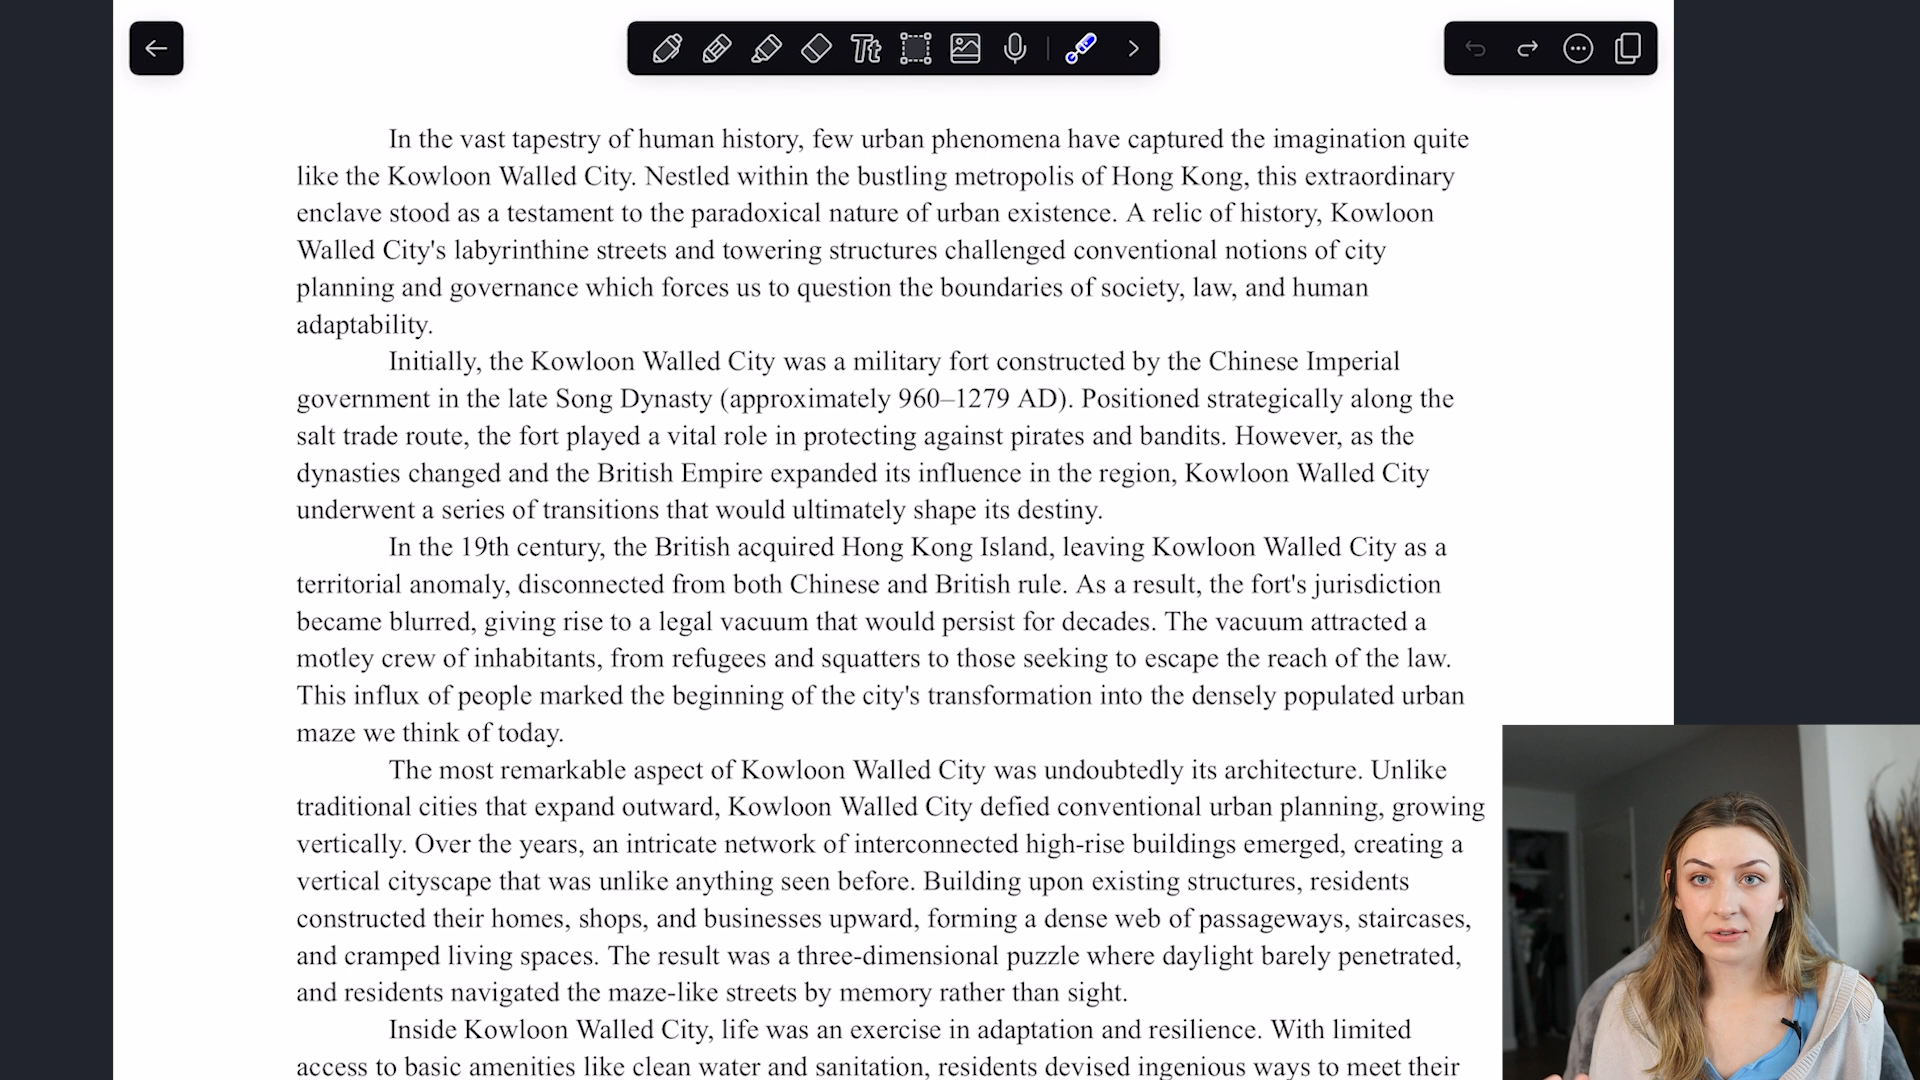 Tt
In the vast tapestry of human history, few urban phenomena have captured the imagination quite
like the Kowloon Walled City. Nestled within the bustling metropolis of Hong Kong, this extraordinary
enclave stood as a testament to the paradoxical nature of urban existence. A relic of history, Kowloon
Walled City's labyrinthine streets and towering structures challenged conventional notions of city
planning and governance which forces us to question the boundaries of society, law, and human
adaptability.
Initially, the Kowloon Walled City was a military fort constructed by the Chinese Imperial
government in the late Song Dynasty (approximately 960–1279 AD). Positioned strategically along the
salt trade route, the fort played a vital role in protecting against pirates and bandits. However, as the
dynasties changed and the British Empire expanded its influence in the region, Kowloon Walled City
underwent a series of transitions that would ultimately shape its destiny.
In the 19th century, the British acquired Hong Kong Island, leaving Kowloon Walled City as a
territorial anomaly, disconnected from both Chinese and British rule. As a result, the fort's jurisdiction
became blurred, giving rise to a legal vacuum that would persist for decades. The vacuum attracted a
motley crew of inhabitants, from refugees and squatters to those seeking to escape the reach of the law.
This influx of people marked the beginning of the city's transformation into the densely populated urban
maze we think of today.
The most remarkable aspect of Kowloon Walled City was undoubtedly its architecture. Unlike
traditional cities that expand outward, Kowloon Walled City defied conventional urban planning, growing
vertically. Over the years, an intricate network of interconnected high-rise buildings emerged, creating a
vertical cityscape that was unlike anything seen before. Building upon existing structures, residents
constructed their homes, shops, and businesses upward, forming a dense web of passageways, staircases,
and cramped living spaces. The result was a three-dimensional puzzle where daylight barely penetrated,
and residents navigated the maze-like streets by memory rather than sight.
Inside Kowloon Walled City, life was an exercise in adaptation and resilience. With limited
access to basic amenities like clean water and sanitation, residents devised ingenious ways to meet their